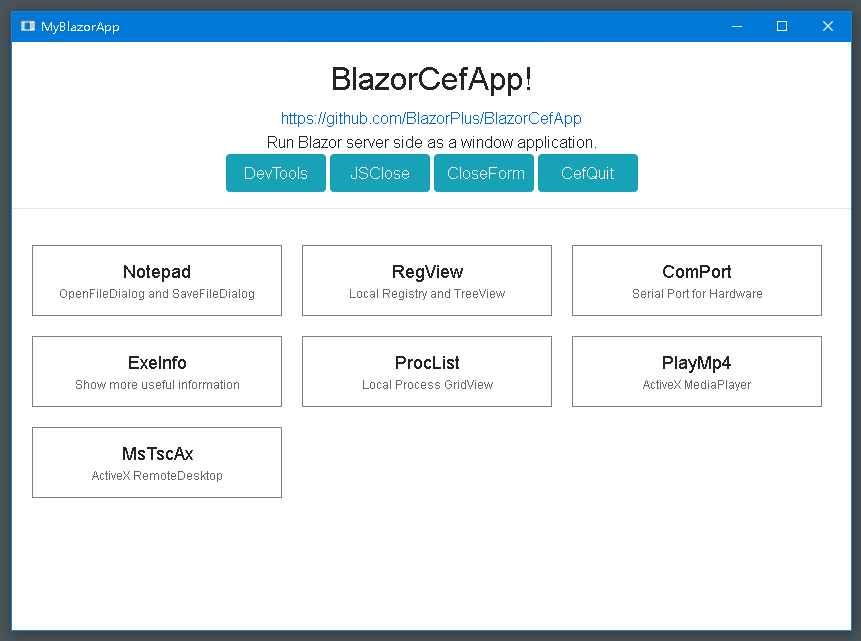 MyBlazorApp
BlazorCefApp!
https://github.com/BlazorPlus/BlazorCefApp
Run Blazor server side as a window application.
DevTools JSClose CloseForm CefQuit
Notepad RegView ComPort
OpenFileDialog and SaveFileDialog Local Registry and TreeView Serial Port for Hardware
ExeInfo ProcList PlayMp4
Show more useful information Local Process GridView ActiveX MediaPlayer
MsTscAx
ActiveX RemoteDesktop